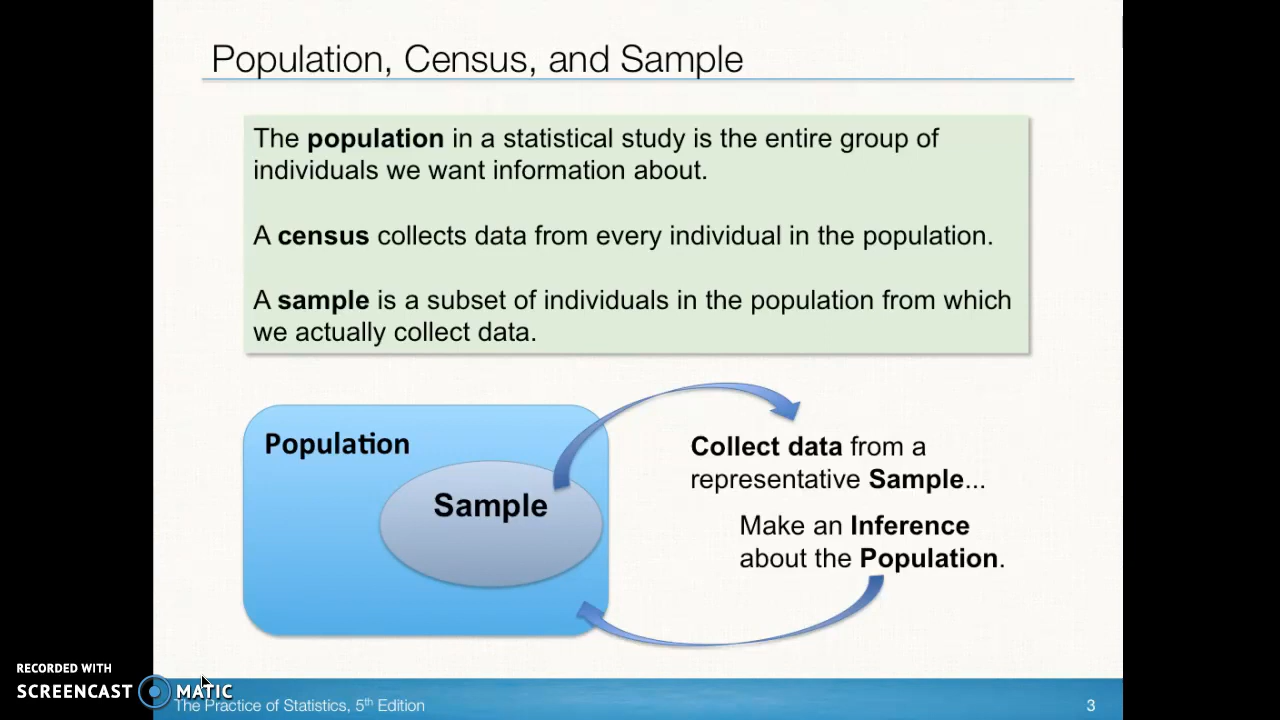 Population, Census, and Sample
The population in a statistical study is the entire group of
individuals we want information about.
A census collects data from every individual in the population.
A sample is a subset of individuals in the population from which
we actually collect data.
Population
Sample
Collect data from a
representative Sample...
Make an Inference
about the Population.
RECORDED WITH
SCREENCAST MATIC
The Practice of Statistics, 5th Edition
3